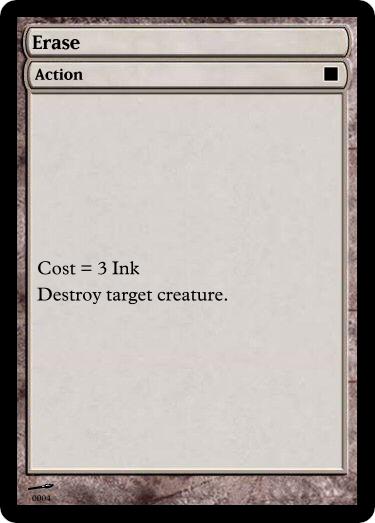 Erase
Action
Cost = 3 Ink
Destroy target creature.
0004